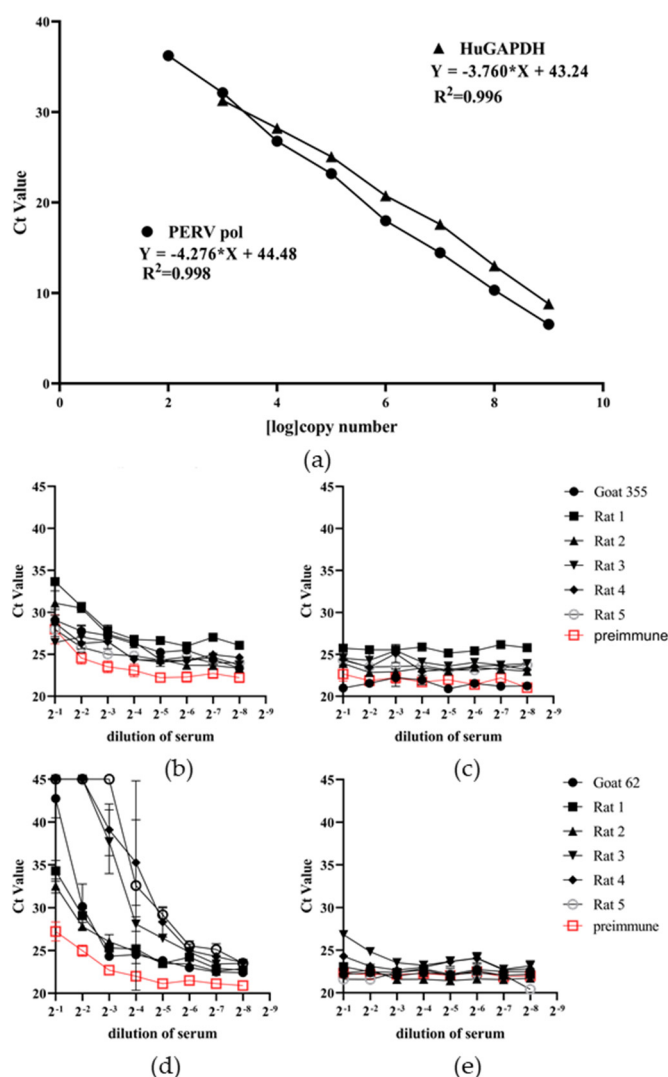 ▲ HuGAPDH
Y = -3.760*X + 43.24
R²=0.996
● PERV pol
Y = -4.276*X + 44.48
R²=0.998
Ct Value
40
30
20
10
0
0 2 4 6 8 10
[log]copy number
(a)
Ct Value
45
40
35
30
25
20
2⁻¹ 2⁻² 2⁻³ 2⁻⁴ 2⁻⁵ 2⁻⁶ 2⁻⁷ 2⁻⁸ 2⁻⁹
dilution of serum
(b)
Ct Value
45
40
35
30
25
20
2⁻¹ 2⁻² 2⁻³ 2⁻⁴ 2⁻⁵ 2⁻⁶ 2⁻⁷ 2⁻⁸ 2⁻⁹
dilution of serum
(c)
Goat 355
Rat 1
Rat 2
Rat 3
Rat 4
Rat 5
preimmune
Ct Value
45
40
35
30
25
20
2⁻¹ 2⁻² 2⁻³ 2⁻⁴ 2⁻⁵ 2⁻⁶ 2⁻⁷ 2⁻⁸ 2⁻⁹
dilution of serum
(d)
Ct Value
45
40
35
30
25
20
2⁻¹ 2⁻² 2⁻³ 2⁻⁴ 2⁻⁵ 2⁻⁶ 2⁻⁷ 2⁻⁸ 2⁻⁹
dilution of serum
(e)
Goat 62
Rat 1
Rat 2
Rat 3
Rat 4
Rat 5
preimmune